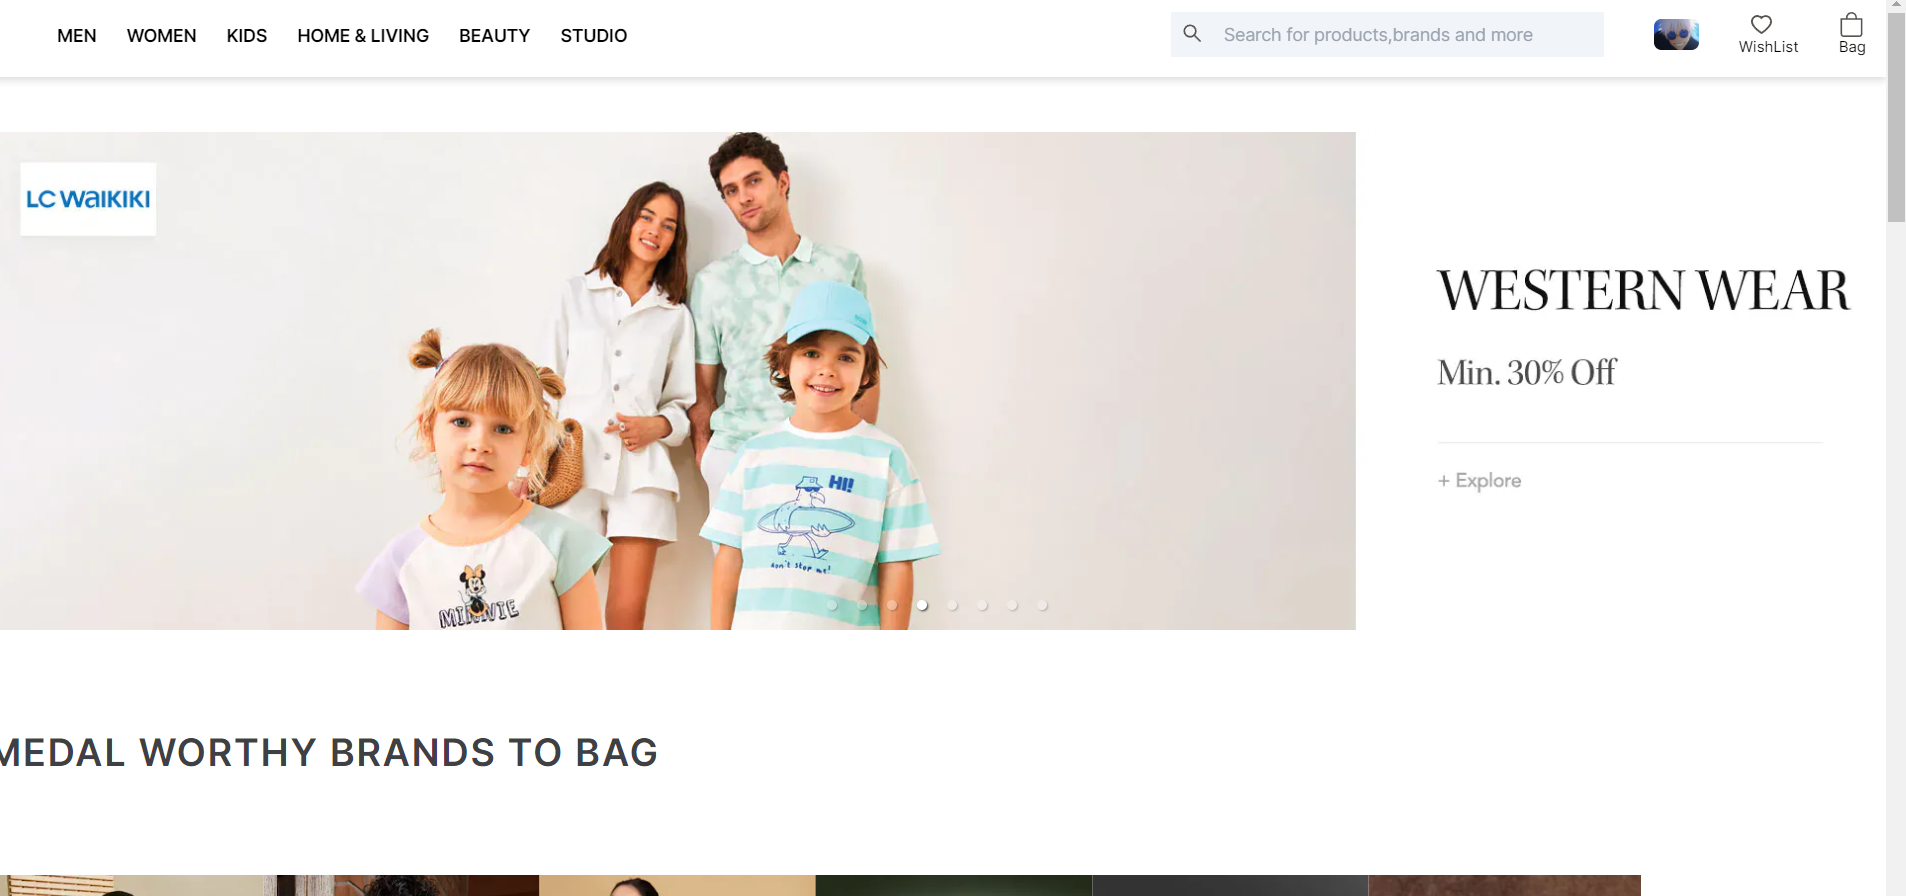 MEN WOMEN KIDS HOME & LIVING BEAUTY STUDIO
Search for products,brands and more
WishList
Bag
LC WAIKIKI
WESTERN WEAR
Min. 30% Off
+ Explore
HI!
don't stop me!
MINNIE
MEDAL WORTHY BRANDS TO BAG